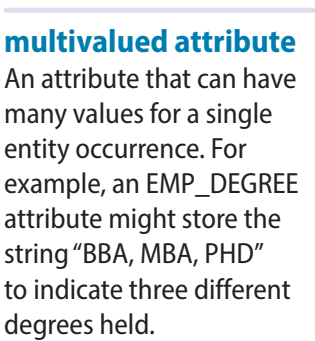 multivalued attribute
An attribute that can have
many values for a single
entity occurrence. For
example, an EMP_DEGREE
attribute might store the
string “BBA, MBA, PHD”
to indicate three different
degrees held.